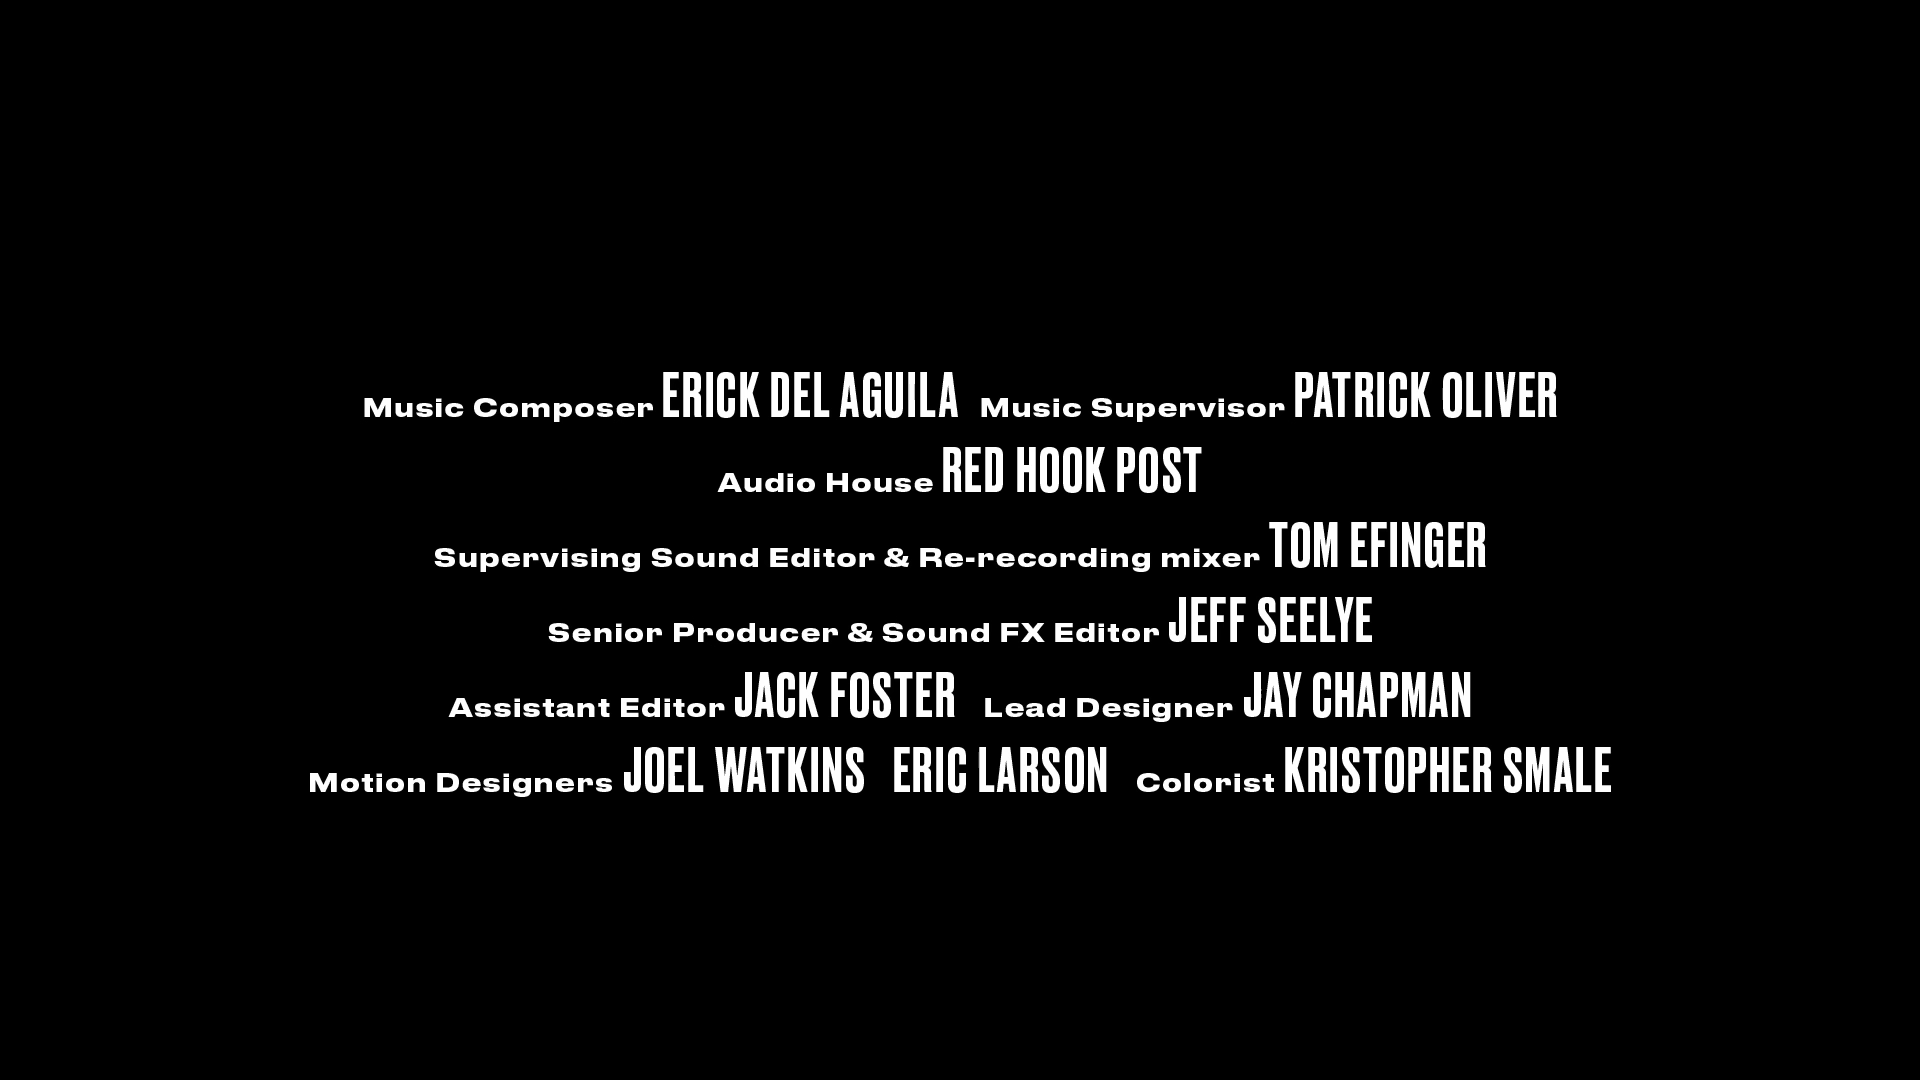 Music Composer ERICK DEL AGUILA Music Supervisor PATRICK OLIVER
Audio House RED HOOK POST
Supervising Sound Editor & Re-recording mixer TOM EFINGER
Senior Producer & Sound FX Editor JEFF SEELYE
Assistant Editor JACK FOSTER Lead Designer JAY CHAPMAN
Motion Designers JOEL WATKINS ERIC LARSON Colorist KRISTOPHER SMALE